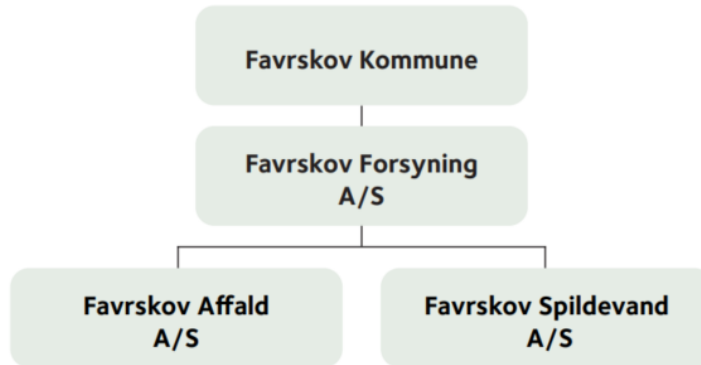 Favrskov Kommune
Favrskov Forsyning
A/S
Favrskov Affald
A/S
Favrskov Spildevand
A/S